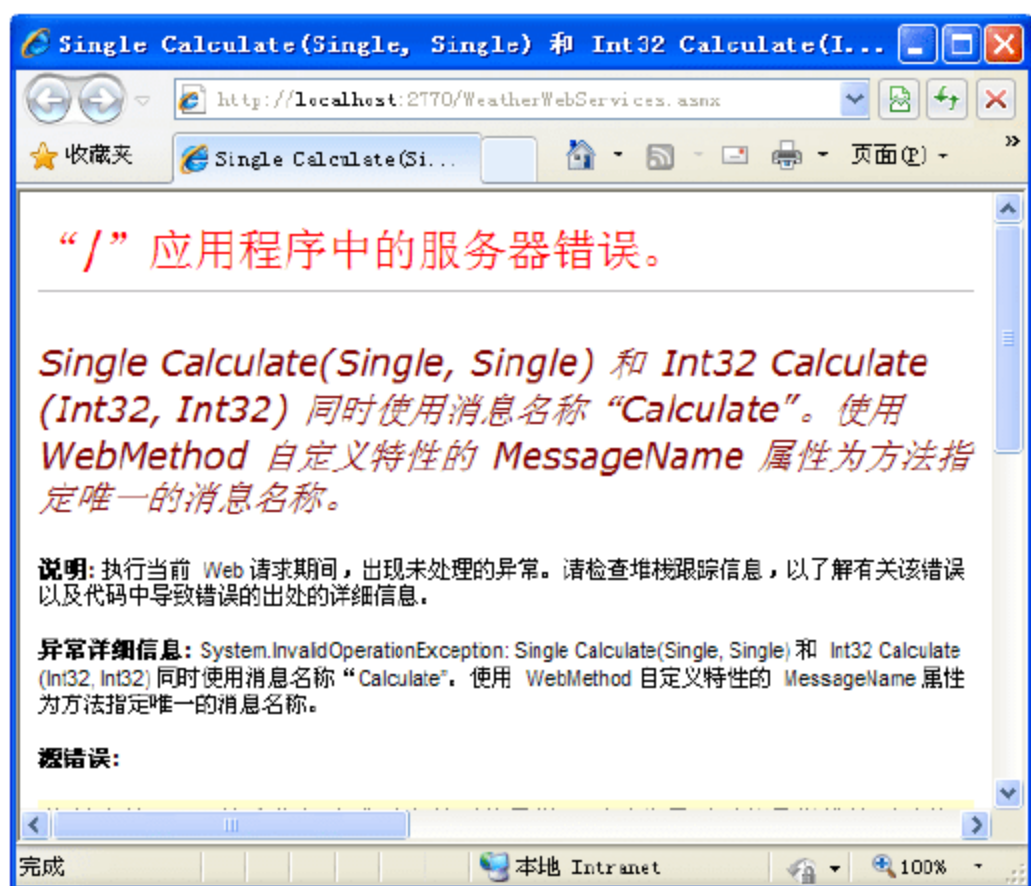 Single Calculate(Single, Single) 和 Int32 Calculate(I...
http://localhost:2770/WeatherWebServices.asmx
收藏夹
Single Calculate(Si...
页面(P)
»
“/”应用程序中的服务器错误。
Single Calculate(Single, Single) 和 Int32 Calculate
(Int32, Int32) 同时使用消息名称“Calculate”。使用
WebMethod 自定义特性的 MessageName 属性为方法指
定唯一的消息名称。
说明: 执行当前 Web 请求期间，出现未处理的异常。请检查堆栈跟踪信息，以了解有关该错误
以及代码中导致错误的出处的详细信息。
异常详细信息: System.InvalidOperationException: Single Calculate(Single, Single) 和 Int32 Calculate
(Int32, Int32) 同时使用消息名称“Calculate”。使用 WebMethod 自定义特性的 MessageName 属性
为方法指定唯一的消息名称。
源错误:
完成
本地 Intranet
100%